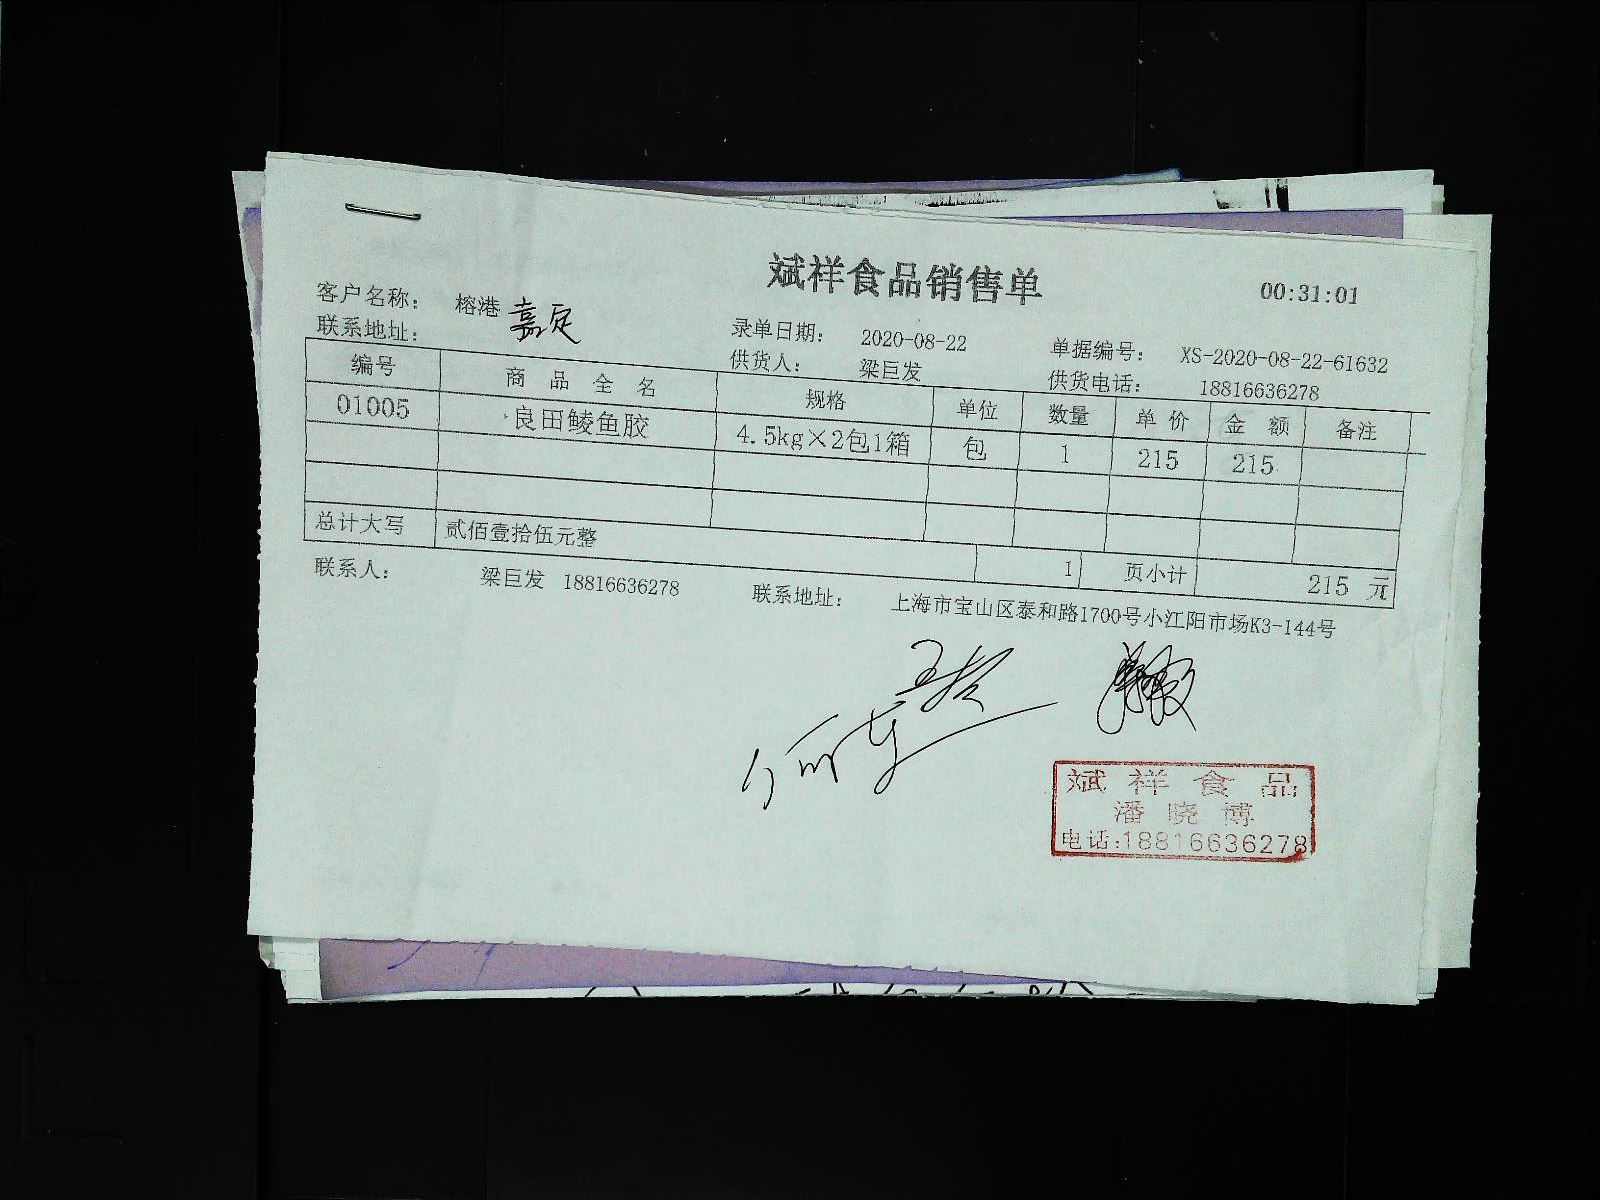 斌祥食品销售单
00:31:01
客户名称： 榕港 嘉定 录单日期： 2020-08-22 单据编号： XS-2020-08-22-61632
联系地址： 供货人： 梁巨发 供货电话： 18816636278
编号 商品全名 规格 单位 数量 单价 金额 备注
01005 良田鲮鱼胶 4.5kg×2包1箱 包 1 215 215
总计大写 贰佰壹拾伍元整 1 页小计 215 元
联系人： 梁巨发 18816636278 联系地址： 上海市宝山区泰和路1700号小江阳市场K3-144号
斌祥食品
潘晓博
电话:18816636278